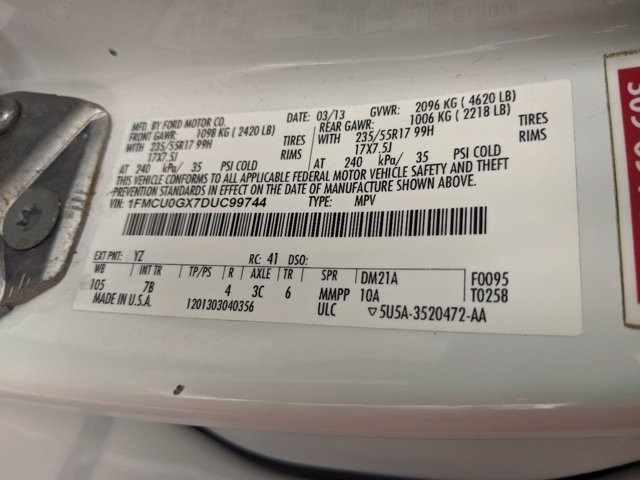 MFD. BY FORD MOTOR CO. DATE: 03/13 GVWR: 2096 KG ( 4620 LB)
FRONT GAWR: 1098 KG ( 2420 LB) REAR GAWR: 1006 KG ( 2218 LB)
WITH 235/55R17 99H TIRES WITH 235/55R17 99H TIRES
17X7.5J RIMS 17X7.5J RIMS
AT 240 kPa/ 35 PSI COLD AT 240 kPa/ 35 PSI COLD
THIS VEHICLE CONFORMS TO ALL APPLICABLE FEDERAL MOTOR VEHICLE SAFETY AND THEFT
PREVENTION STANDARDS IN EFFECT ON THE DATE OF MANUFACTURE SHOWN ABOVE.
VIN: 1FMCU0GX7DUC99744 TYPE: MPV
EXT PNT: YZ RC: 41 DSO:
WB INT TR TP/PS R AXLE TR SPR DM21A F0095
105 7B 4 3C 6 MMPP 10A T0258
MADE IN U.S.A. 1201303040356 ULC ▽5U5A-3520472-AA